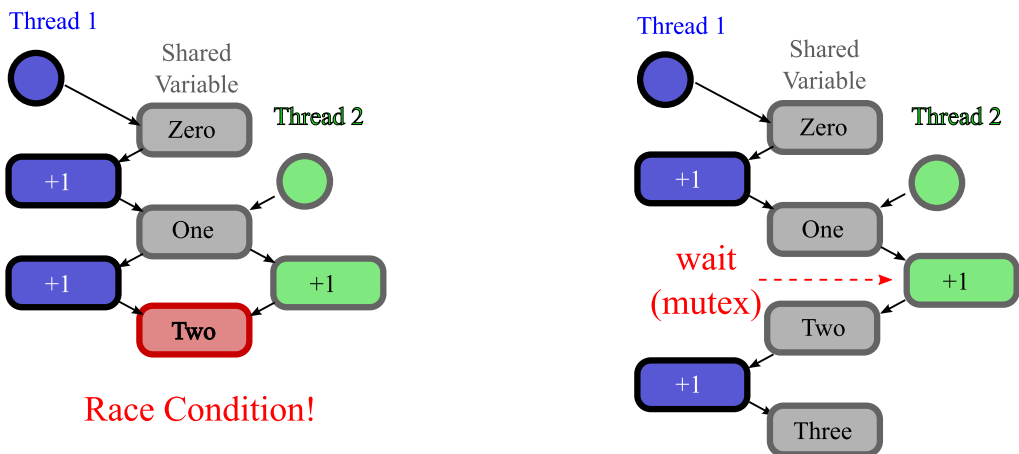 Thread 1
Shared
Variable
Zero
Thread 2
+1
One
+1
+1
Two
Race Condition!
Thread 1
Shared
Variable
Zero
Thread 2
+1
One
wait
(mutex)
+1
Two
+1
Three